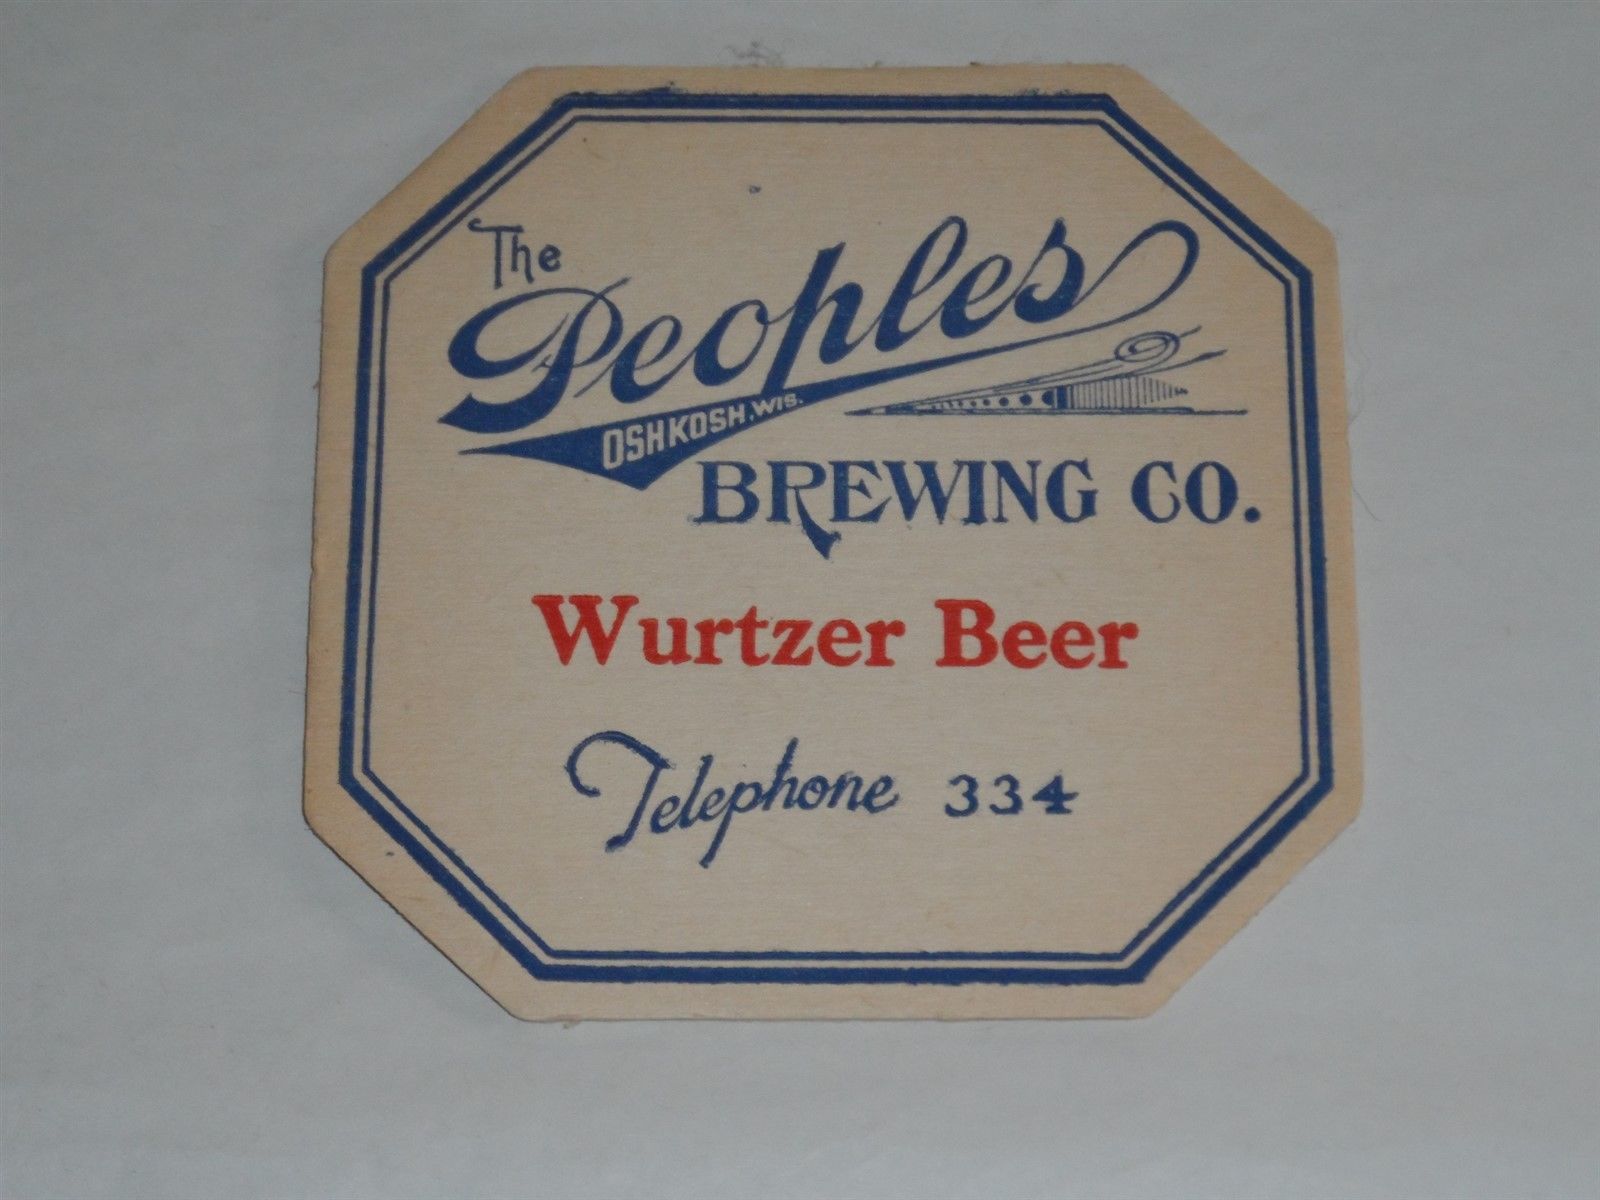 The
Peoples
OSHKOSH, WIS.
BREWING CO.
Wurtzer Beer
Telephone 334